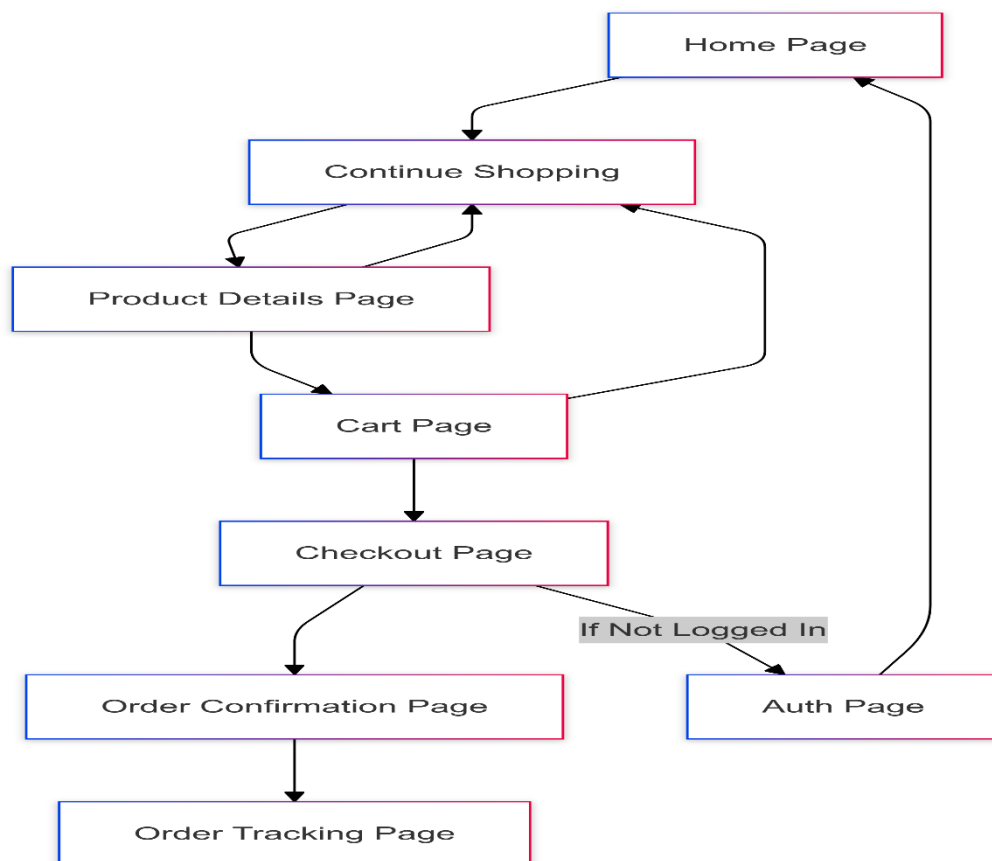 Home Page
Continue Shopping
Product Details Page
Cart Page
Checkout Page
If Not Logged In
Order Confirmation Page
Auth Page
Order Tracking Page